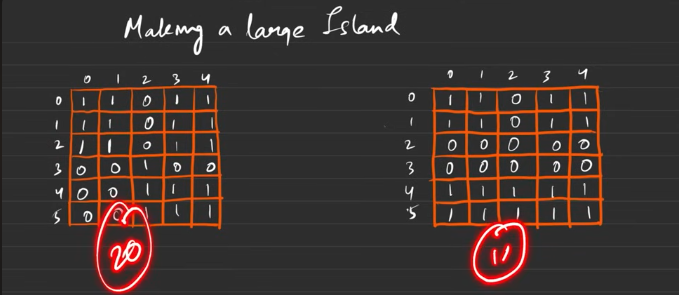 Making a large Island
0 1 2 3 4
0 1 1 0 1 1
1 1 1 0 1 1
2 1 1 0 1 1
3 0 0 1 0 0
4 0 0 1 1 1
5 0 0 1 1 1
20
0 1 2 3 4
0 1 1 0 1 1
1 1 1 0 1 1
2 0 0 0 0 0
3 0 0 0 0 0
4 1 1 1 1 1
5 1 1 1 1 1
11